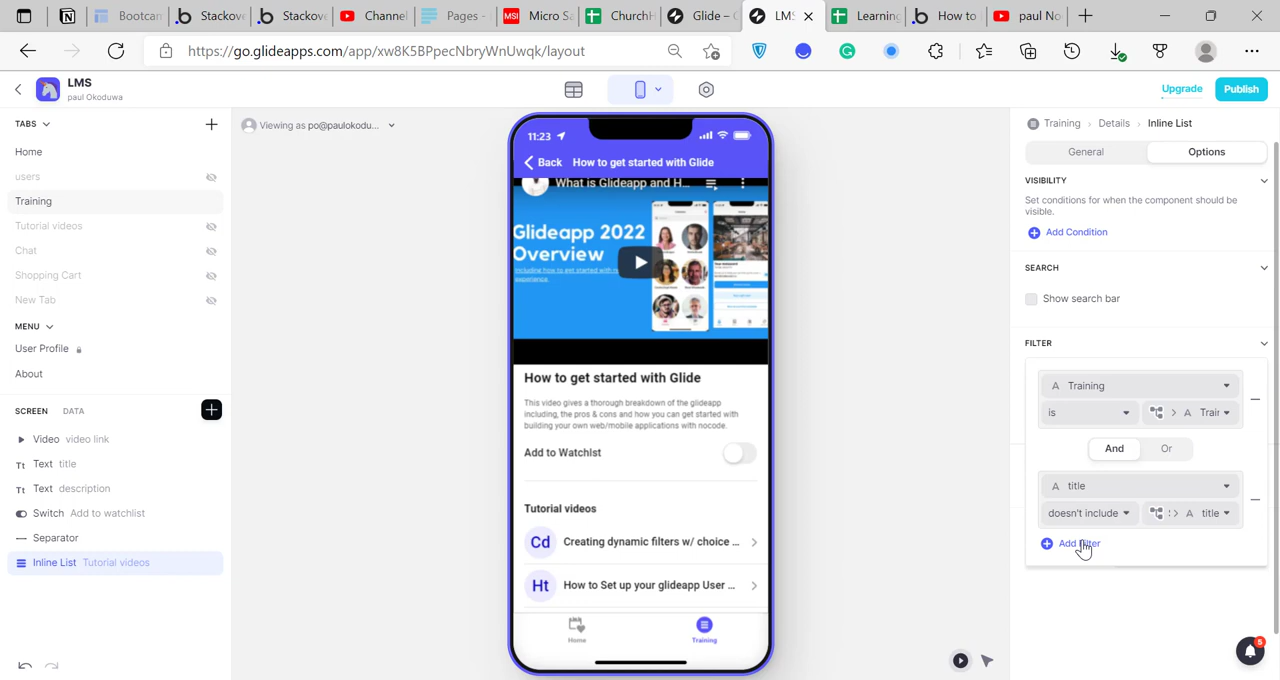 Bootcan
Stackov
Stackov
Channel
Pages -
MSI
Micro Sa
ChurchH
Glide – C
LMS
Learning
How to
paul No
https://go.glideapps.com/app/xw8K5BPpecNbryWnUwqk/layout
LMS
paul Okoduwa
Upgrade
Publish
TABS
Home
users
Training
Tutorial videos
Chat
Shopping Cart
New Tab
MENU
User Profile
About
SCREEN DATA
Video video link
Tt Text title
Tt Text description
Switch Add to watchlist
Separator
Inline List Tutorial videos
Viewing as po@paulokodu...
11:23
Back How to get started with Glide
What is Glideapp and H...
Glideapp 2022
Overview
How to get started with Glide
This video gives a thorough breakdown of the glideapp
including, the pros & cons and how you can get started with
building your own web/mobile applications with nocode.
Add to Watchlist
Tutorial videos
Cd Creating dynamic filters w/ choice ...
Ht How to Set up your glideapp User ...
Home Training
Training Details Inline List
General Options
VISIBILITY
Set conditions for when the component should be
visible.
Add Condition
SEARCH
Show search bar
FILTER
A Training
is A Trair
And Or
A title
doesn't include A title
Add Filter
5